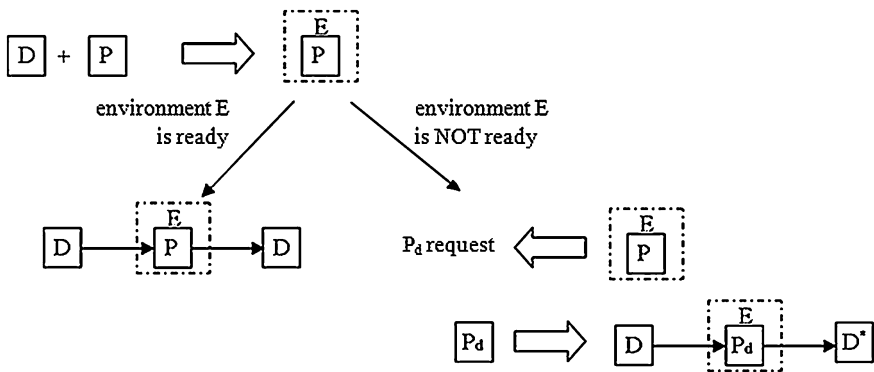 E
D + P
P
environment E
is ready
environment E
is NOT ready
E
D
P
D
Pd request
E
P
Pd
E
D
Pd
D*